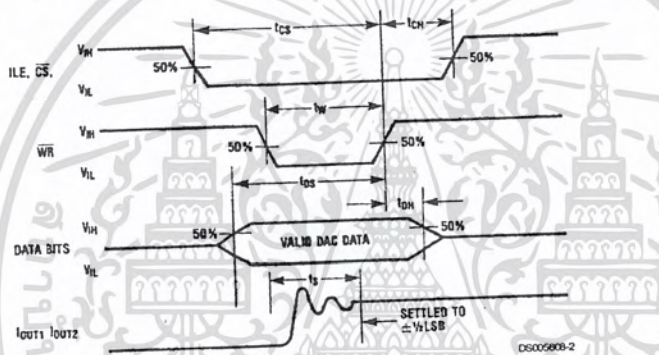 tCS
tCH
VIH
ILE, CS,
50%
50%
VIL
tW
VIH
WR
50%
50%
VIL
tDS
tDH
VIH
50%
50%
DATA BITS
VALID DAC DATA
VIL
tS
SETTLED TO
±½LSB
IOUT1 IOUT2
DS005608-2